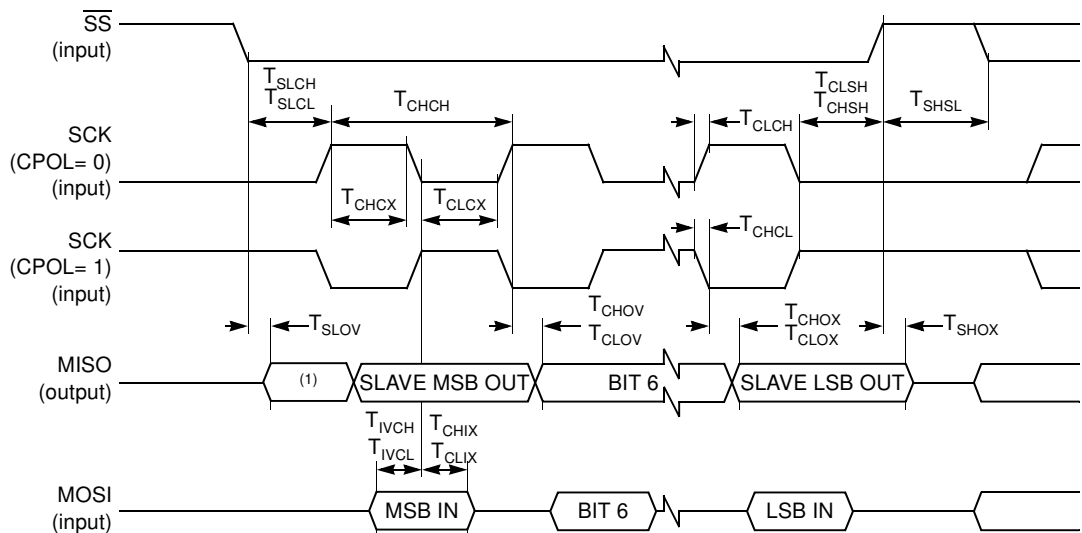 SS
(input)
TSLCH
TSLCL
TCHCH
TCLSH
TCHSH
TSHSL
SCK
(CPOL= 0)
(input)
TCLCH
TCHCX
TCLCX
SCK
(CPOL= 1)
(input)
TCHCL
TSLOV
TCHOV
TCLOV
TCHOX
TCLOX
TSHOX
MISO
(output)
(1)
SLAVE MSB OUT
BIT 6
SLAVE LSB OUT
TIVCH
TIVCL
TCHIX
TCLIX
MOSI
(input)
MSB IN
BIT 6
LSB IN